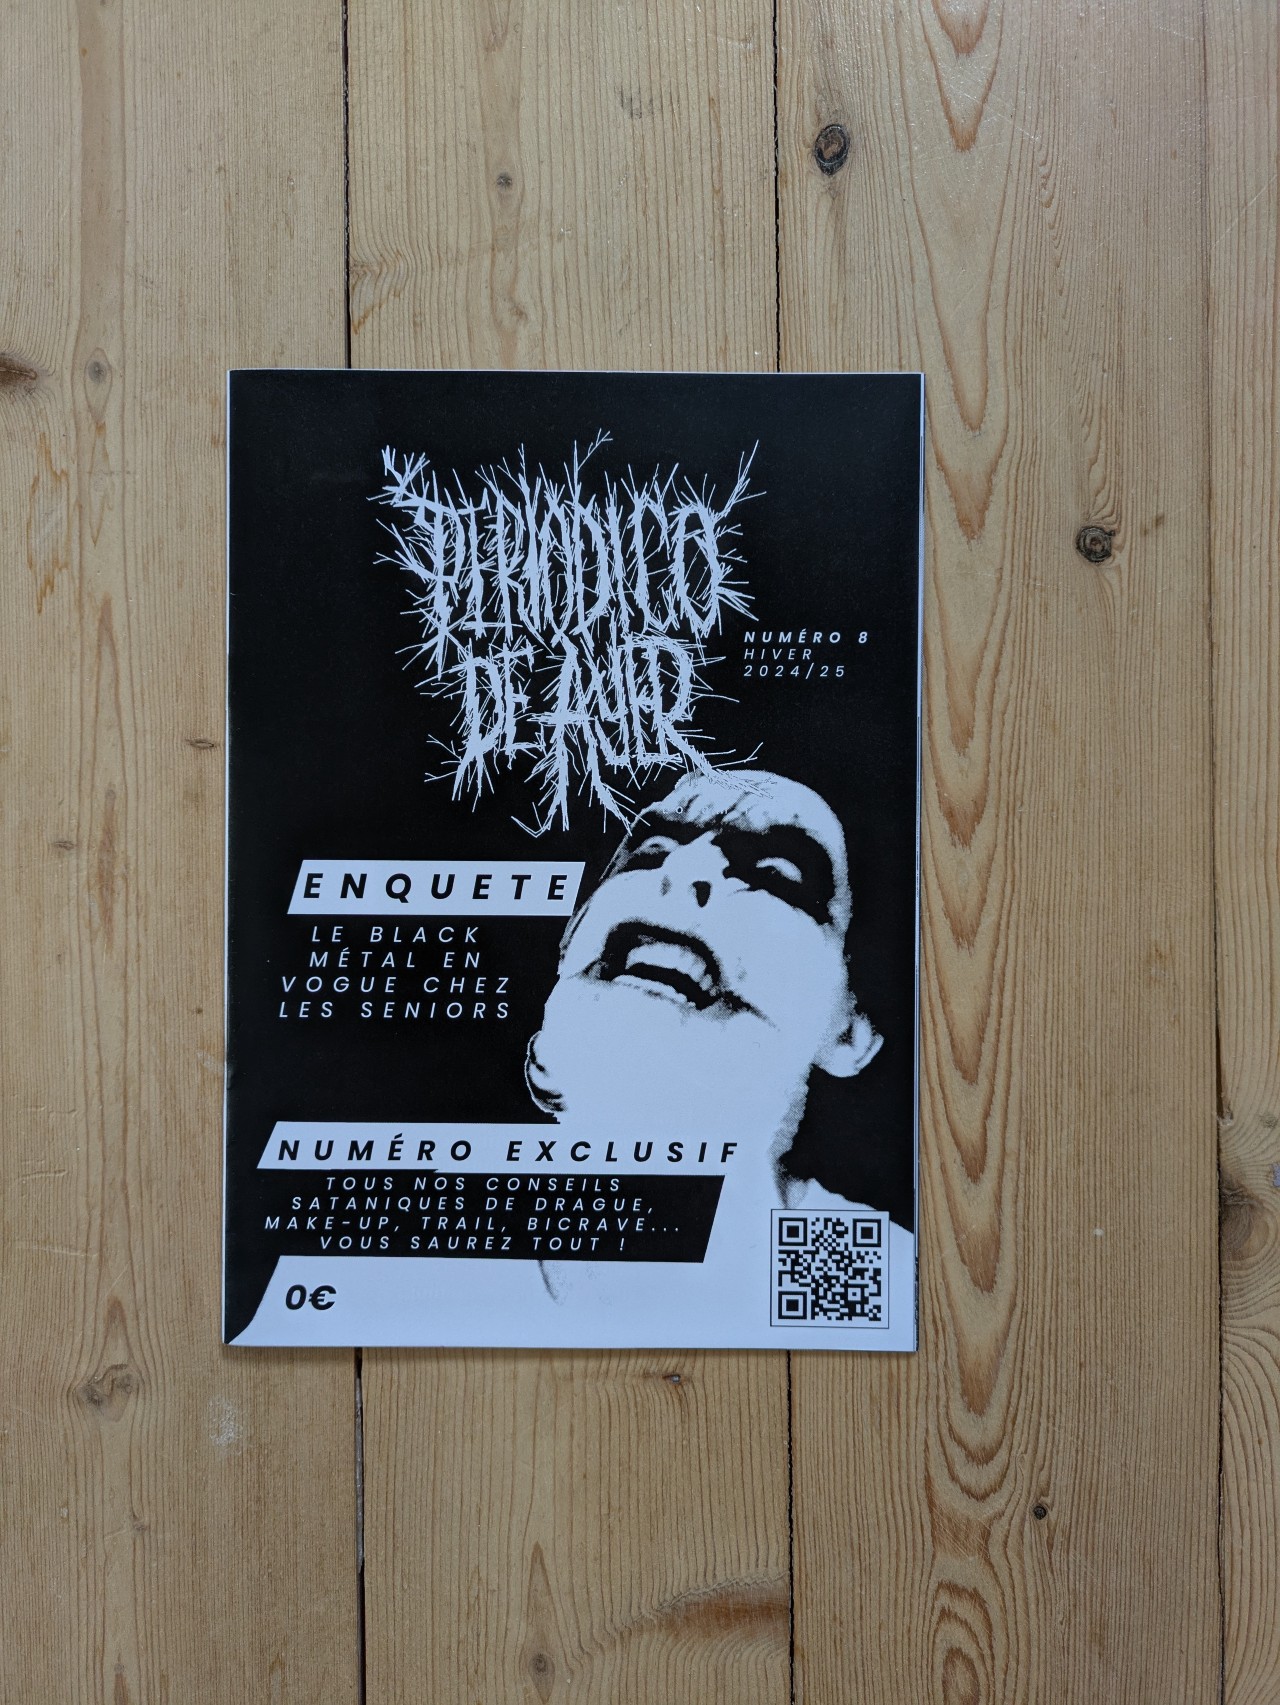 PERIÓDICO
DE AYER
NUMÉRO 8
HIVER
2024/25
ENQUETE
LE BLACK
MÉTAL EN
VOGUE CHEZ
LES SENIORS
NUMÉRO EXCLUSIF
TOUS NOS CONSEILS
SATANIQUES DE DRAGUE,
MAKE-UP, TRAIL, BICRAVE...
VOUS SAUREZ TOUT !
0€